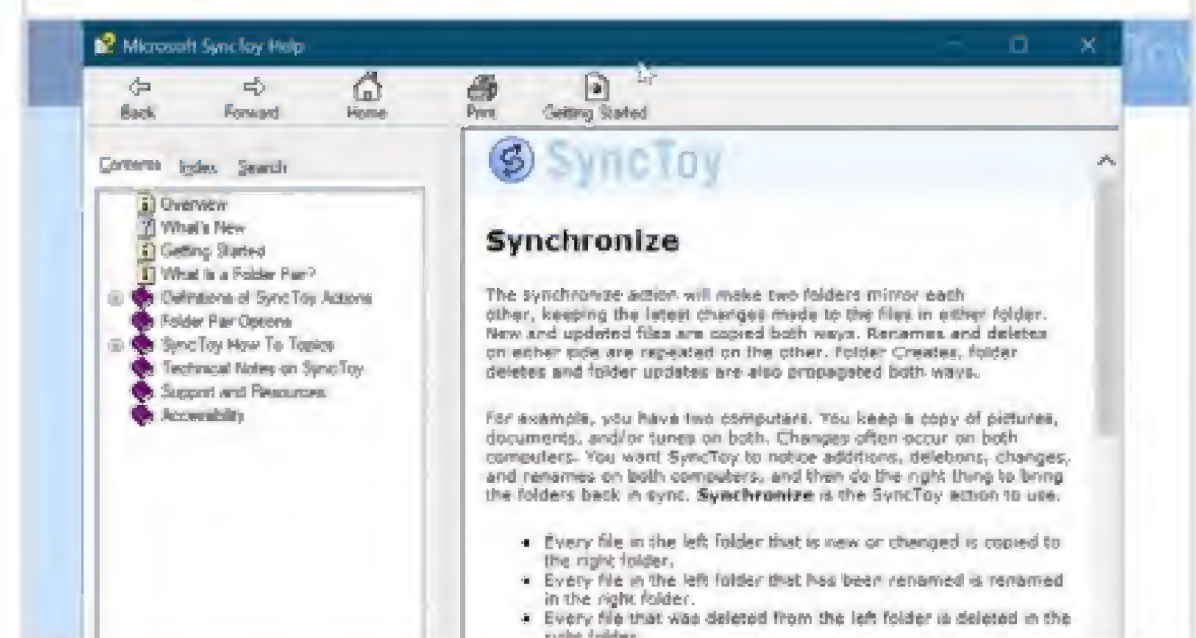 Microsoft SyncToy Help
Toy
Back Forward Home Print Getting Started
Contents Index Search
SyncToy
Overview
What's New
Getting Started
What is a Folder Pair?
Definitions of SyncToy Actions
Folder Pair Options
SyncToy How To Topics
Technical Notes on SyncToy
Support and Resources
Accessibility
Synchronize
The synchronize action will make two folders mirror each
other, keeping the latest changes made to the files in either folder.
New and updated files are copied both ways. Renames and deletes
on either side are repeated on the other. Folder Creates, folder
deletes and folder updates are also propagated both ways.
For example, you have two computers. You keep a copy of pictures,
documents, and/or tunes on both. Changes often occur on both
computers. You want SyncToy to notice additions, deletions, changes,
and renames on both computers, and then do the right thing to bring
the folders back in sync. Synchronize is the SyncToy action to use.
• Every file in the left folder that is new or changed is copied to
the right folder.
• Every file in the left folder that has been renamed is renamed
in the right folder.
• Every file that was deleted from the left folder is deleted in the
right folder.